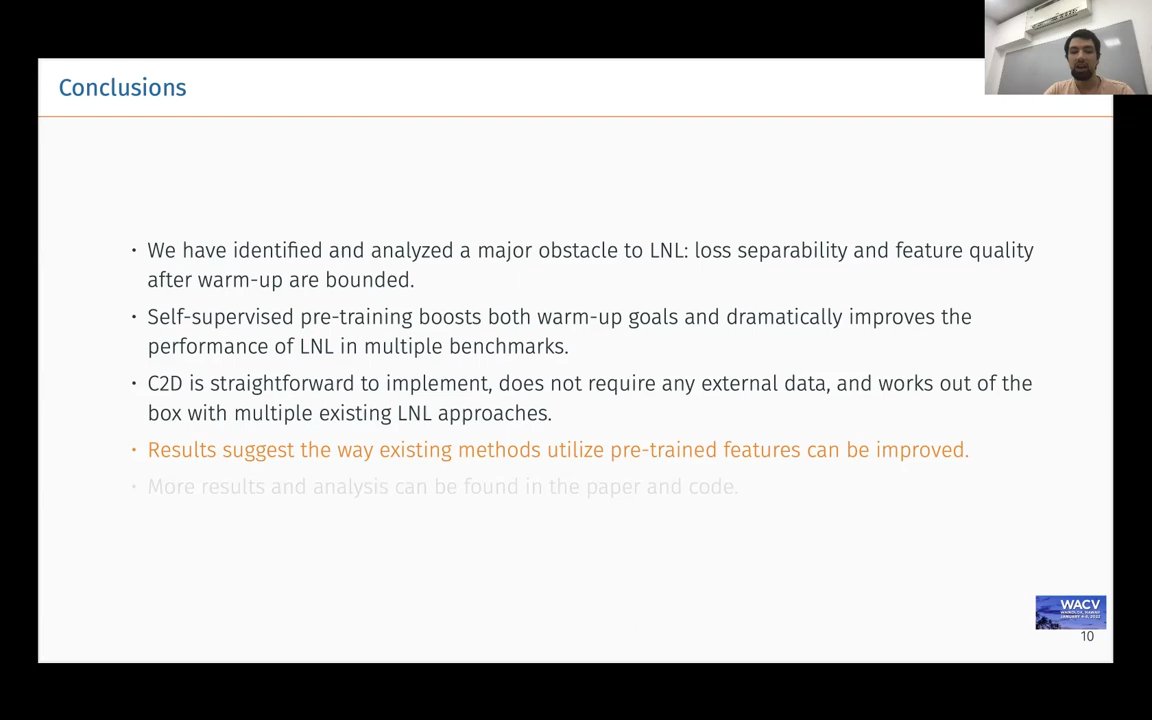 Conclusions
• We have identified and analyzed a major obstacle to LNL: loss separability and feature quality
after warm-up are bounded.
• Self-supervised pre-training boosts both warm-up goals and dramatically improves the
performance of LNL in multiple benchmarks.
• C2D is straightforward to implement, does not require any external data, and works out of the
box with multiple existing LNL approaches.
• Results suggest the way existing methods utilize pre-trained features can be improved.
• More results and analysis can be found in the paper and code.
WACV
10